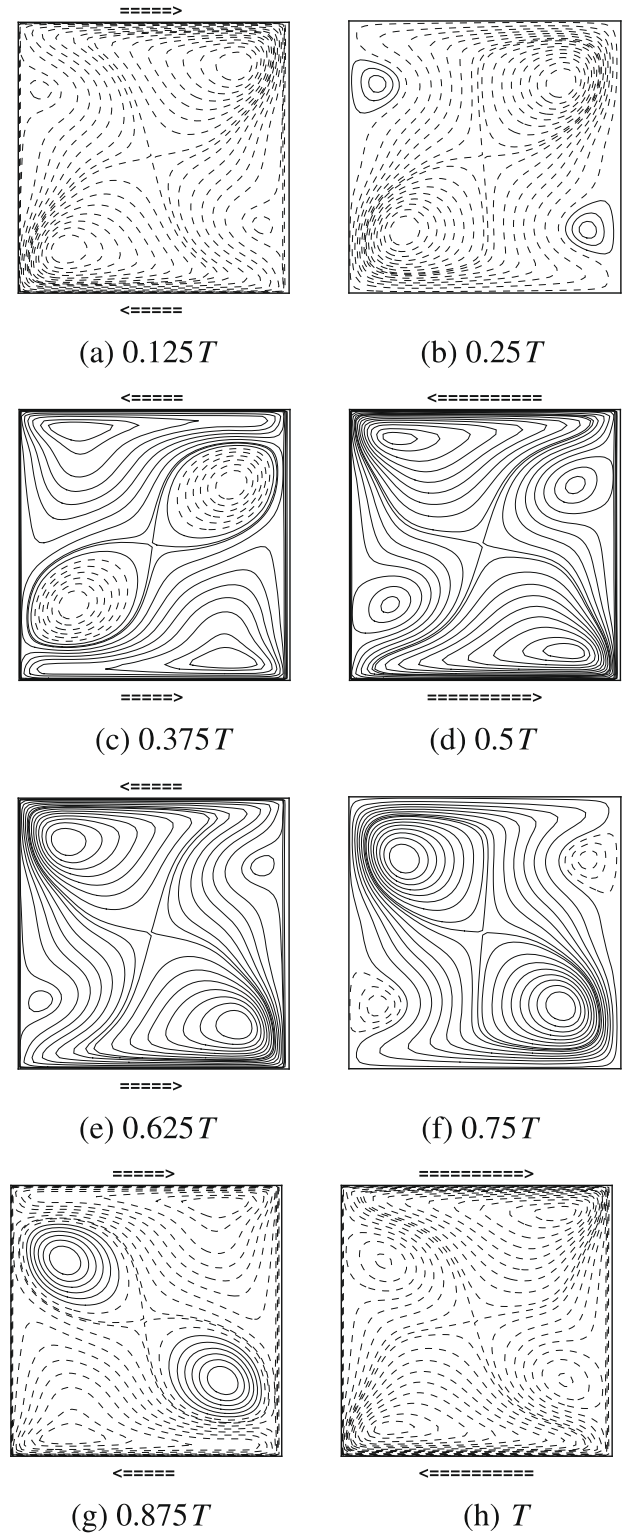 =====>
<=====
(a) 0.125T
(b) 0.25T
<=====
=====>
(c) 0.375T
<==========
==========>
(d) 0.5T
<=====
=====>
(e) 0.625T
(f) 0.75T
=====>
<=====
(g) 0.875T
==========>
<==========
(h) T